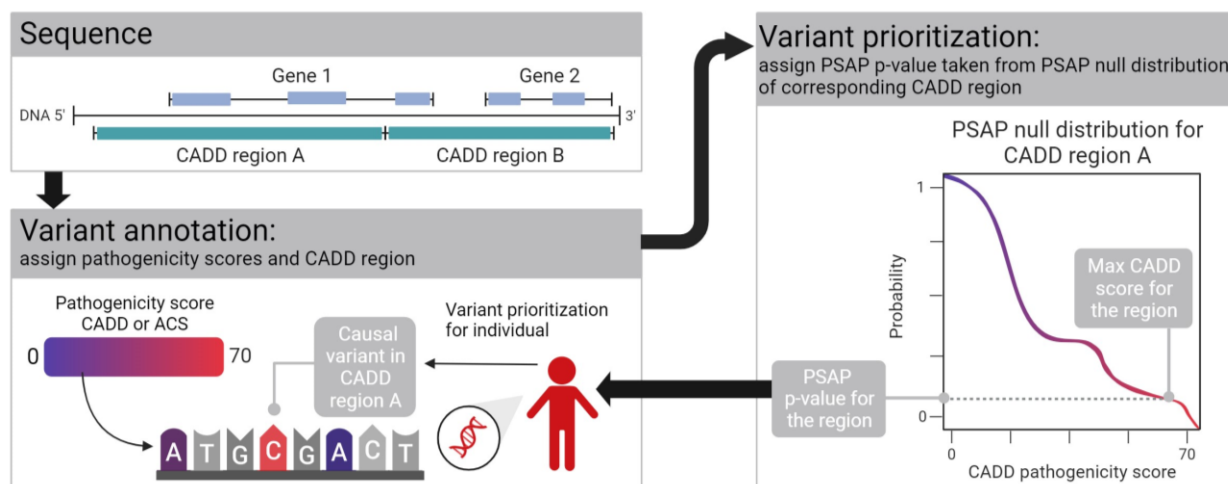 Sequence
Gene 1
Gene 2
DNA 5'
3'
CADD region A
CADD region B
Variant annotation:
assign pathogenicity scores and CADD region
Pathogenicity score
CADD or ACS
0
70
Causal
variant in
CADD
region A
Variant prioritization
for individual
A T G C G A C T
Variant prioritization:
assign PSAP p-value taken from PSAP null distribution
of corresponding CADD region
PSAP null distribution for
CADD region A
1
Probability
0
Max CADD
score for
the region
PSAP
p-value for
the region
0
70
CADD pathogenicity score